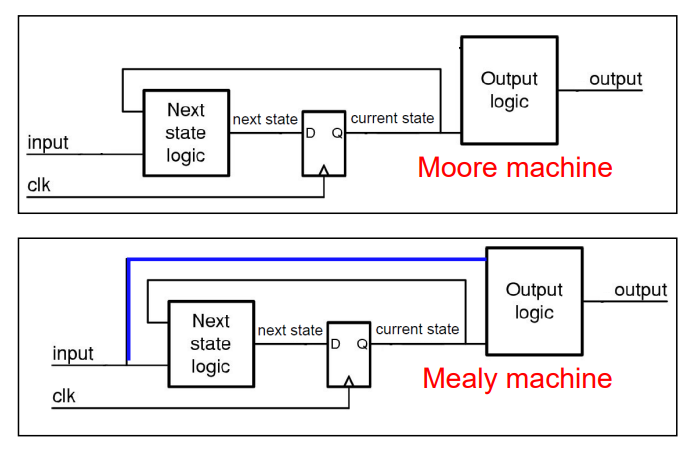 Output
logic
output
Next
state
logic
next state
D
Q
current state
input
clk
Moore machine
Output
logic
output
Next
state
logic
next state
D
Q
current state
input
clk
Mealy machine